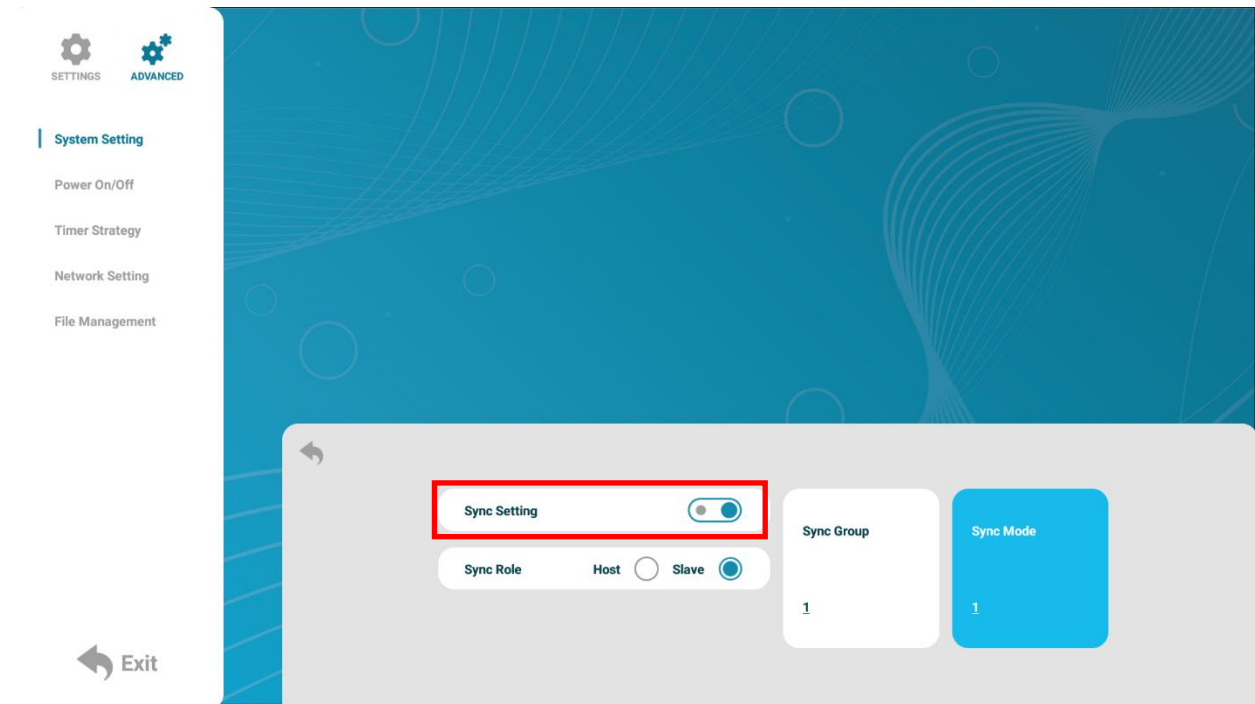 SETTINGS ADVANCED
System Setting
Power On/Off
Timer Strategy
Network Setting
File Management
Exit
Sync Setting
Sync Role Host Slave
Sync Group
1
Sync Mode
1